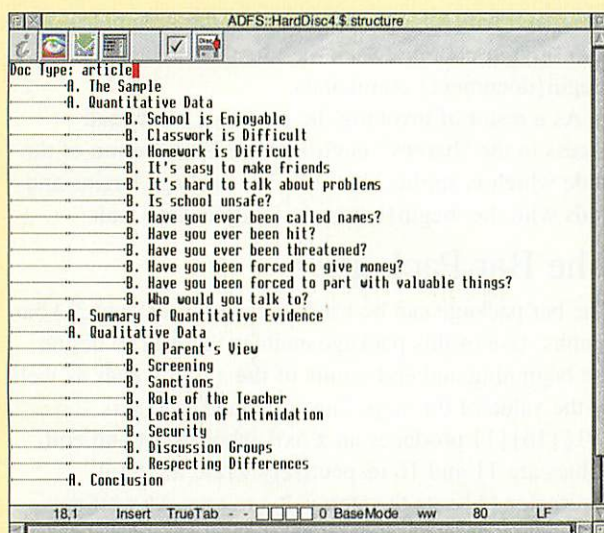 ADFS::HardDisc4.$ structure
Doc Type: article
A. The Sample
A. Quantitative Data
B. School is Enjoyable
B. Classwork is Difficult
B. Homework is Difficult
B. It's easy to make friends
B. It's hard to talk about problems
B. Is school unsafe?
B. Have you ever been called names?
B. Have you ever been hit?
B. Have you ever been threatened?
B. Have you been forced to give money?
B. Have you been forced to part with valuable things?
B. Who would you talk to?
A. Summary of Quantitative Evidence
A. Qualitative Data
B. A Parent's View
B. Screening
B. Sanctions
B. Role of the Teacher
B. Location of Intimidation
B. Security
B. Discussion Groups
B. Respecting Differences
A. Conclusion
18,1 Insert TrueTab - - 0 BaseMode ww 80 LF